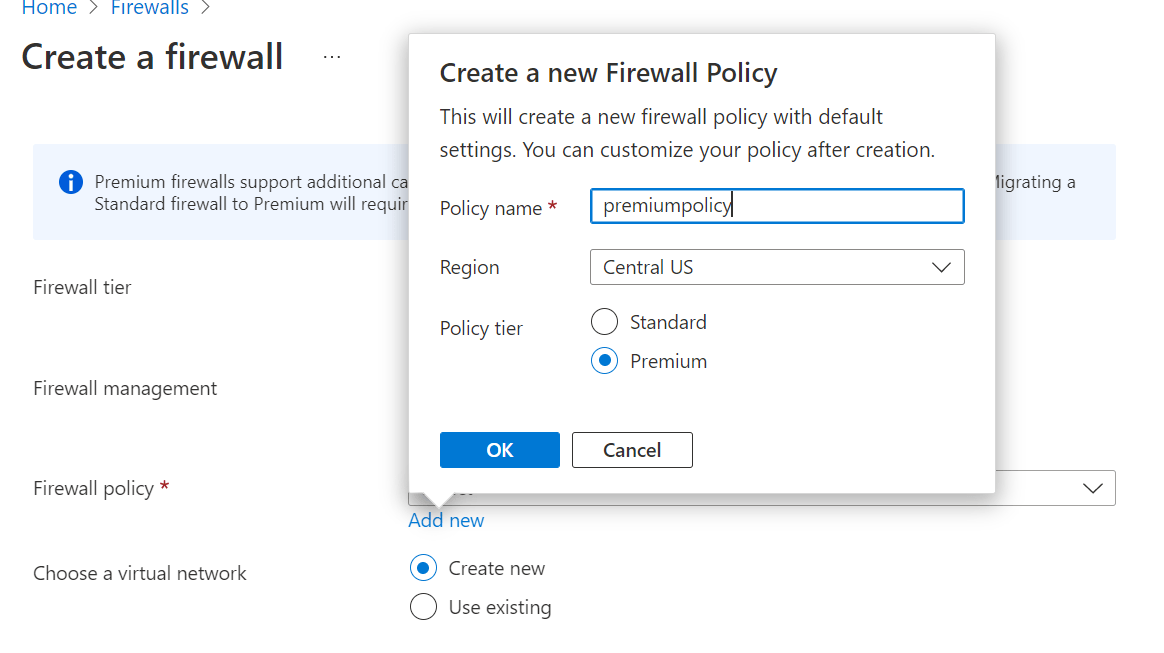 Home > Firewalls >
Create a firewall ...
Create a new Firewall Policy
This will create a new firewall policy with default
settings. You can customize your policy after creation.
Premium firewalls support additional ca
Migrating a
Standard firewall to Premium will requir
Policy name *
premiumpolicy
Region
Central US
Firewall tier
Policy tier
Standard
Premium
Firewall management
OK
Cancel
Firewall policy *
Add new
Choose a virtual network
Create new
Use existing